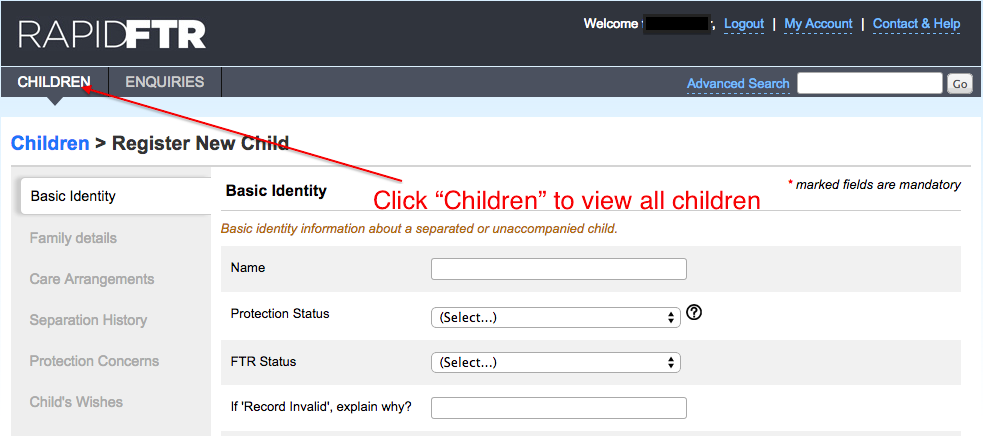 RAPIDFTR
Welcome , Logout | My Account | Contact & Help
CHILDREN ENQUIRIES Advanced Search Go
Children > Register New Child
Basic Identity
Family details
Care Arrangements
Separation History
Protection Concerns
Child's Wishes
Basic Identity
Click “Children” to view all children
* marked fields are mandatory
Basic identity information about a separated or unaccompanied child.
Name
Protection Status (Select...) ?
FTR Status (Select...)
If 'Record Invalid', explain why?